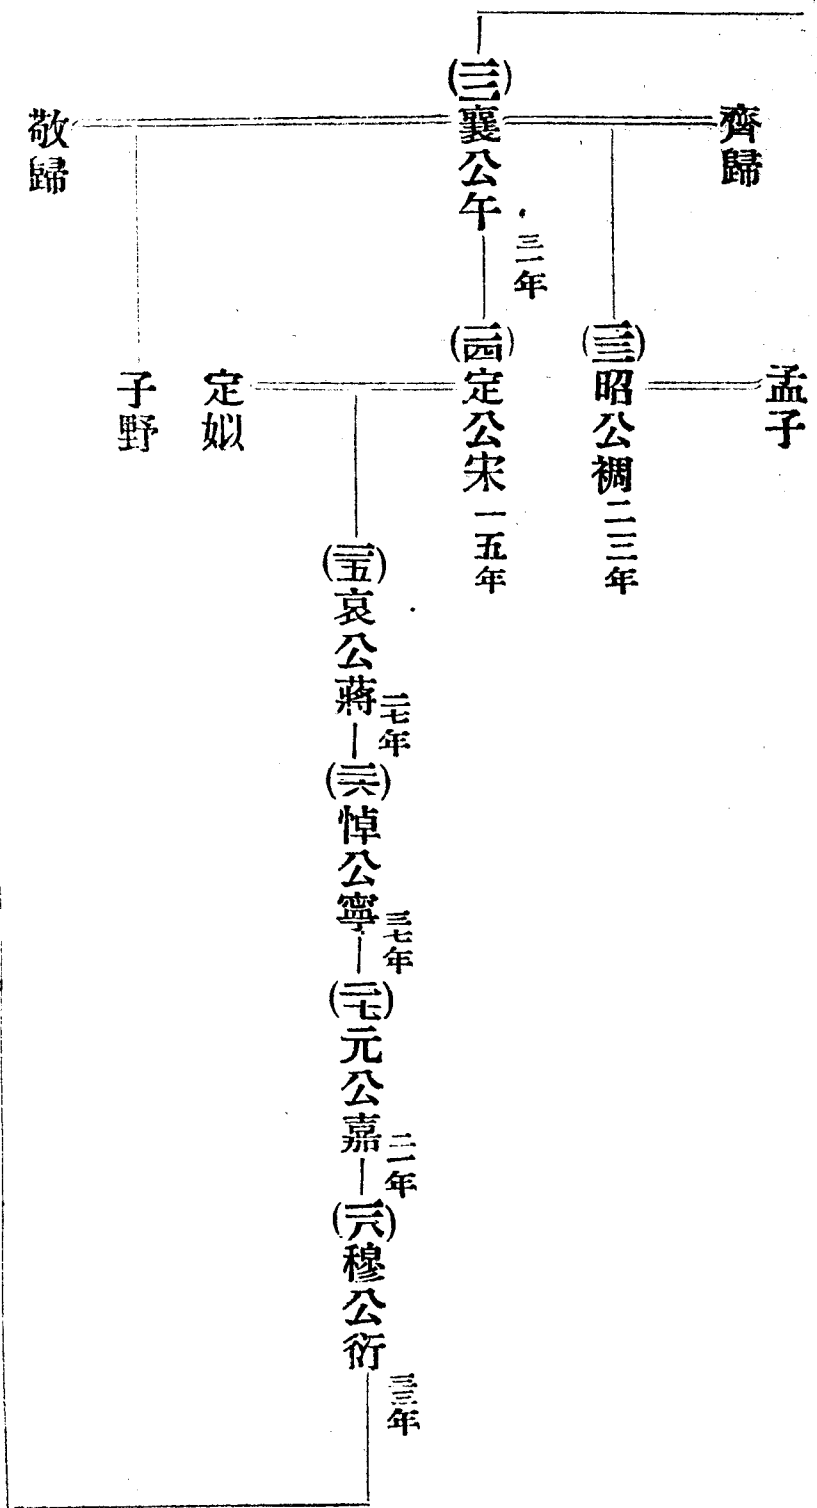 齊歸
(二二)襄公午 三一年
敬歸
孟子
(二三)昭公裯二三年
(二四)定公宋一五年
定姒
子野
(二五)哀公蔣 二七年
(二六)悼公寧 三七年
(二七)元公嘉 二一年
(二八)穆公衍 三三年